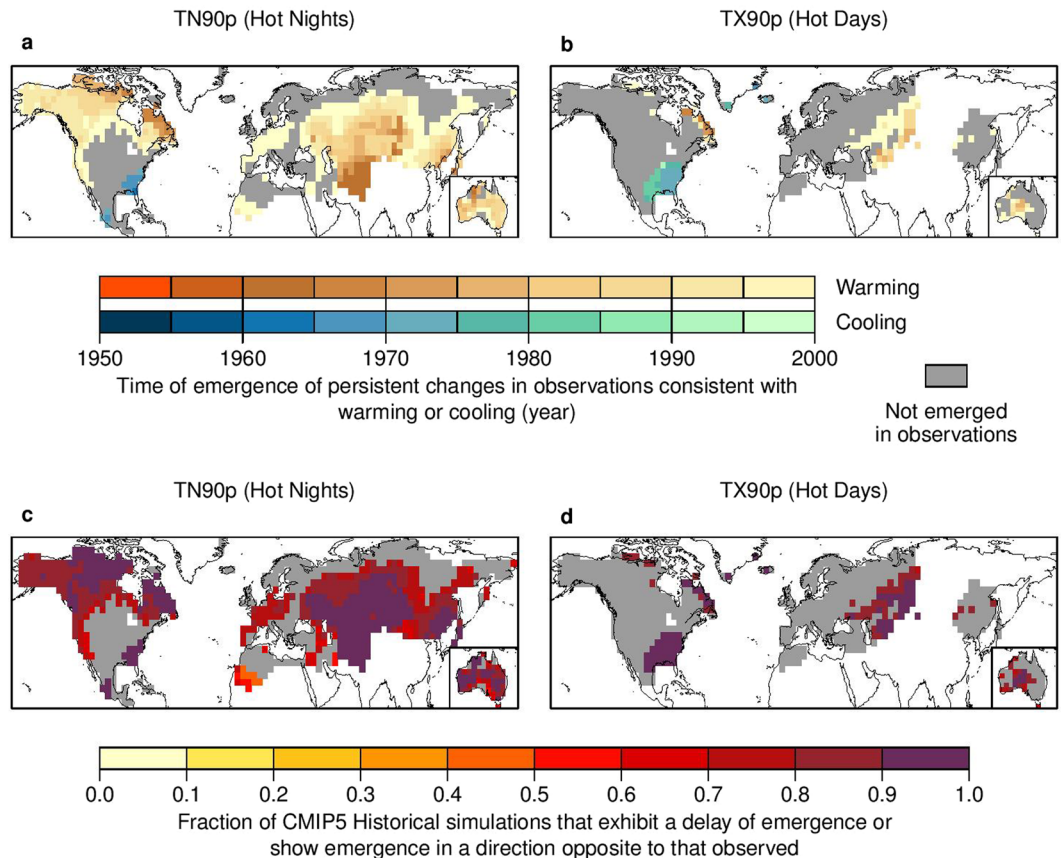 TN90p (Hot Nights)
TX90p (Hot Days)
a
b
Warming
Cooling
1950
1960
1970
1980
1990
2000
Time of emergence of persistent changes in observations consistent with
warming or cooling (year)
Not emerged
in observations
TN90p (Hot Nights)
TX90p (Hot Days)
c
d
0.0
0.1
0.2
0.3
0.4
0.5
0.6
0.7
0.8
0.9
1.0
Fraction of CMIP5 Historical simulations that exhibit a delay of emergence or
show emergence in a direction opposite to that observed